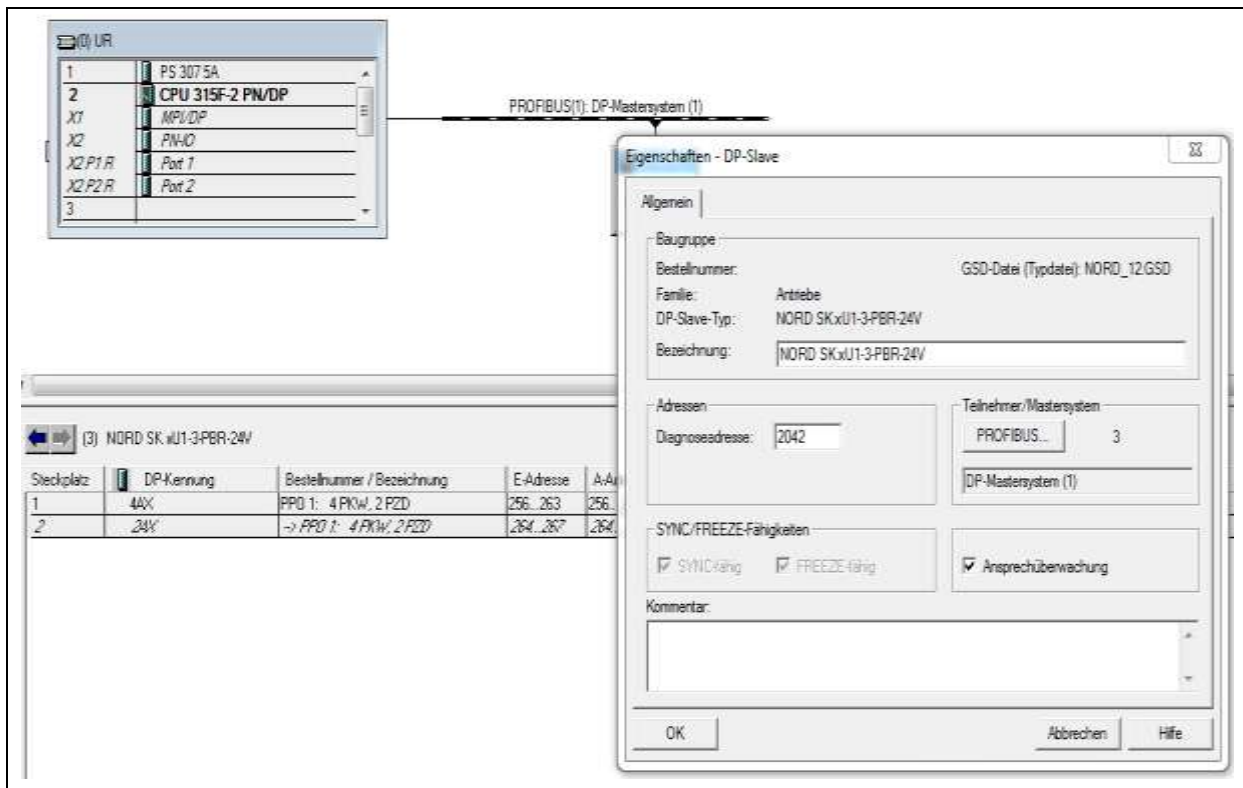 (0) UR
1 PS 307 5A
2 CPU 315F-2 PN/DP
X1 MPI/DP
X2 PN-IO
X2 P1 R Port 1
X2 P2 R Port 2
3
PROFIBUS(1): DP-Mastersystem (1)
Eigenschaften - DP-Slave
Allgemein
Baugruppe
Bestellnummer: GSD-Datei (Typdatei): NORD_12.GSD
Familie: Antriebe
DP-Slave-Typ: NORD SK xU1-3-PBR-24V
Bezeichnung: NORD SK xU1-3-PBR-24V
Adressen
Diagnoseadresse: 2042
Teilnehmer/Mastersystem
PROFIBUS... 3
DP-Mastersystem (1)
SYNC/FREEZE-Fähigkeiten
SYNC-fähig FREEZE-fähig
Ansprechüberwachung
Kommentar:
OK Abbrechen Hilfe
(3) NORD SK xU1-3-PBR-24V
Steckplatz DP-Kennung Bestellnummer / Bezeichnung E-Adresse
1 4AX PPO 1: 4 PKW, 2 PZD 256...263 256...
2 2AX -> PPO 1: 4 PKW, 2 PZD 264...267 264...